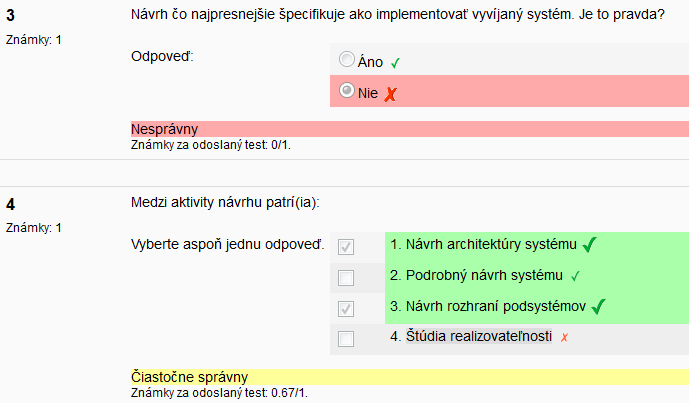 3
Návrh čo najpresnejšie špecifikuje ako implementovať vyvíjaný systém. Je to pravda?
Známky: 1
Odpoveď:
Áno
Nie
Nesprávny
Známky za odoslaný test: 0/1.
4
Medzi aktivity návrhu patrí(ia):
Známky: 1
Vyberte aspoň jednu odpoveď.
1. Návrh architektúry systému
2. Podrobný návrh systému
3. Návrh rozhraní podsystémov
4. Štúdia realizovateľnosti
Čiastočne správny
Známky za odoslaný test: 0.67/1.